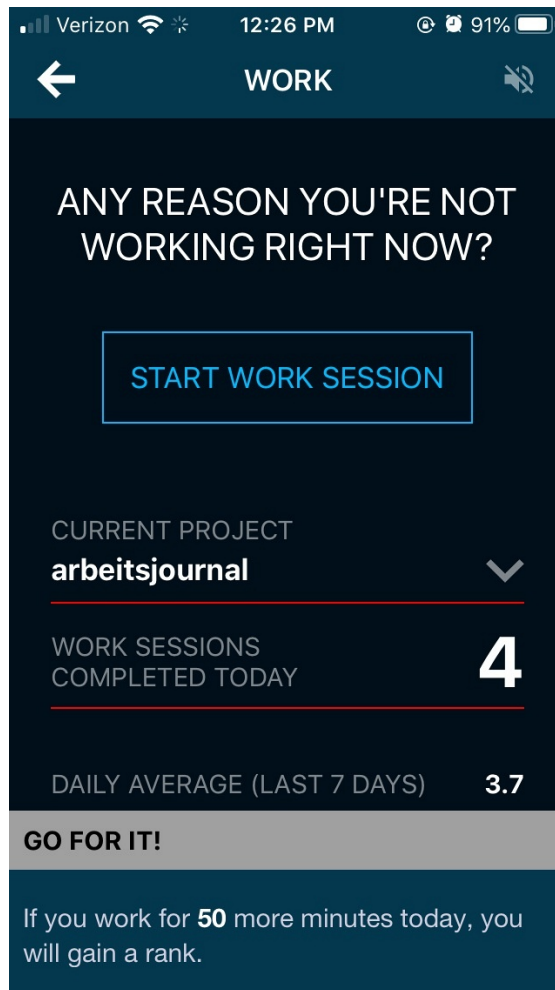 Verizon 12:26 PM 91%
WORK
ANY REASON YOU'RE NOT
WORKING RIGHT NOW?
START WORK SESSION
CURRENT PROJECT
arbeitsjournal
WORK SESSIONS
COMPLETED TODAY
4
DAILY AVERAGE (LAST 7 DAYS) 3.7
GO FOR IT!
If you work for 50 more minutes today, you
will gain a rank.